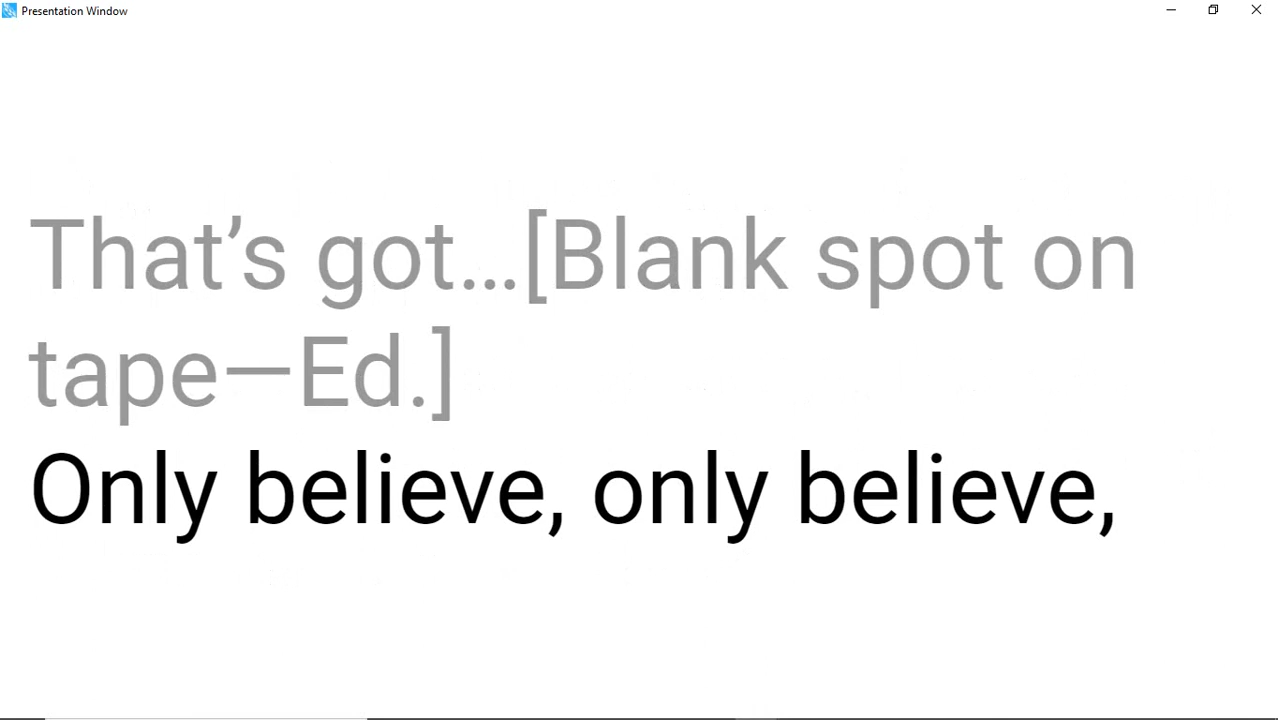 Presentation Window
That’s got…[Blank spot on
tape—Ed.]
Only believe, only believe,